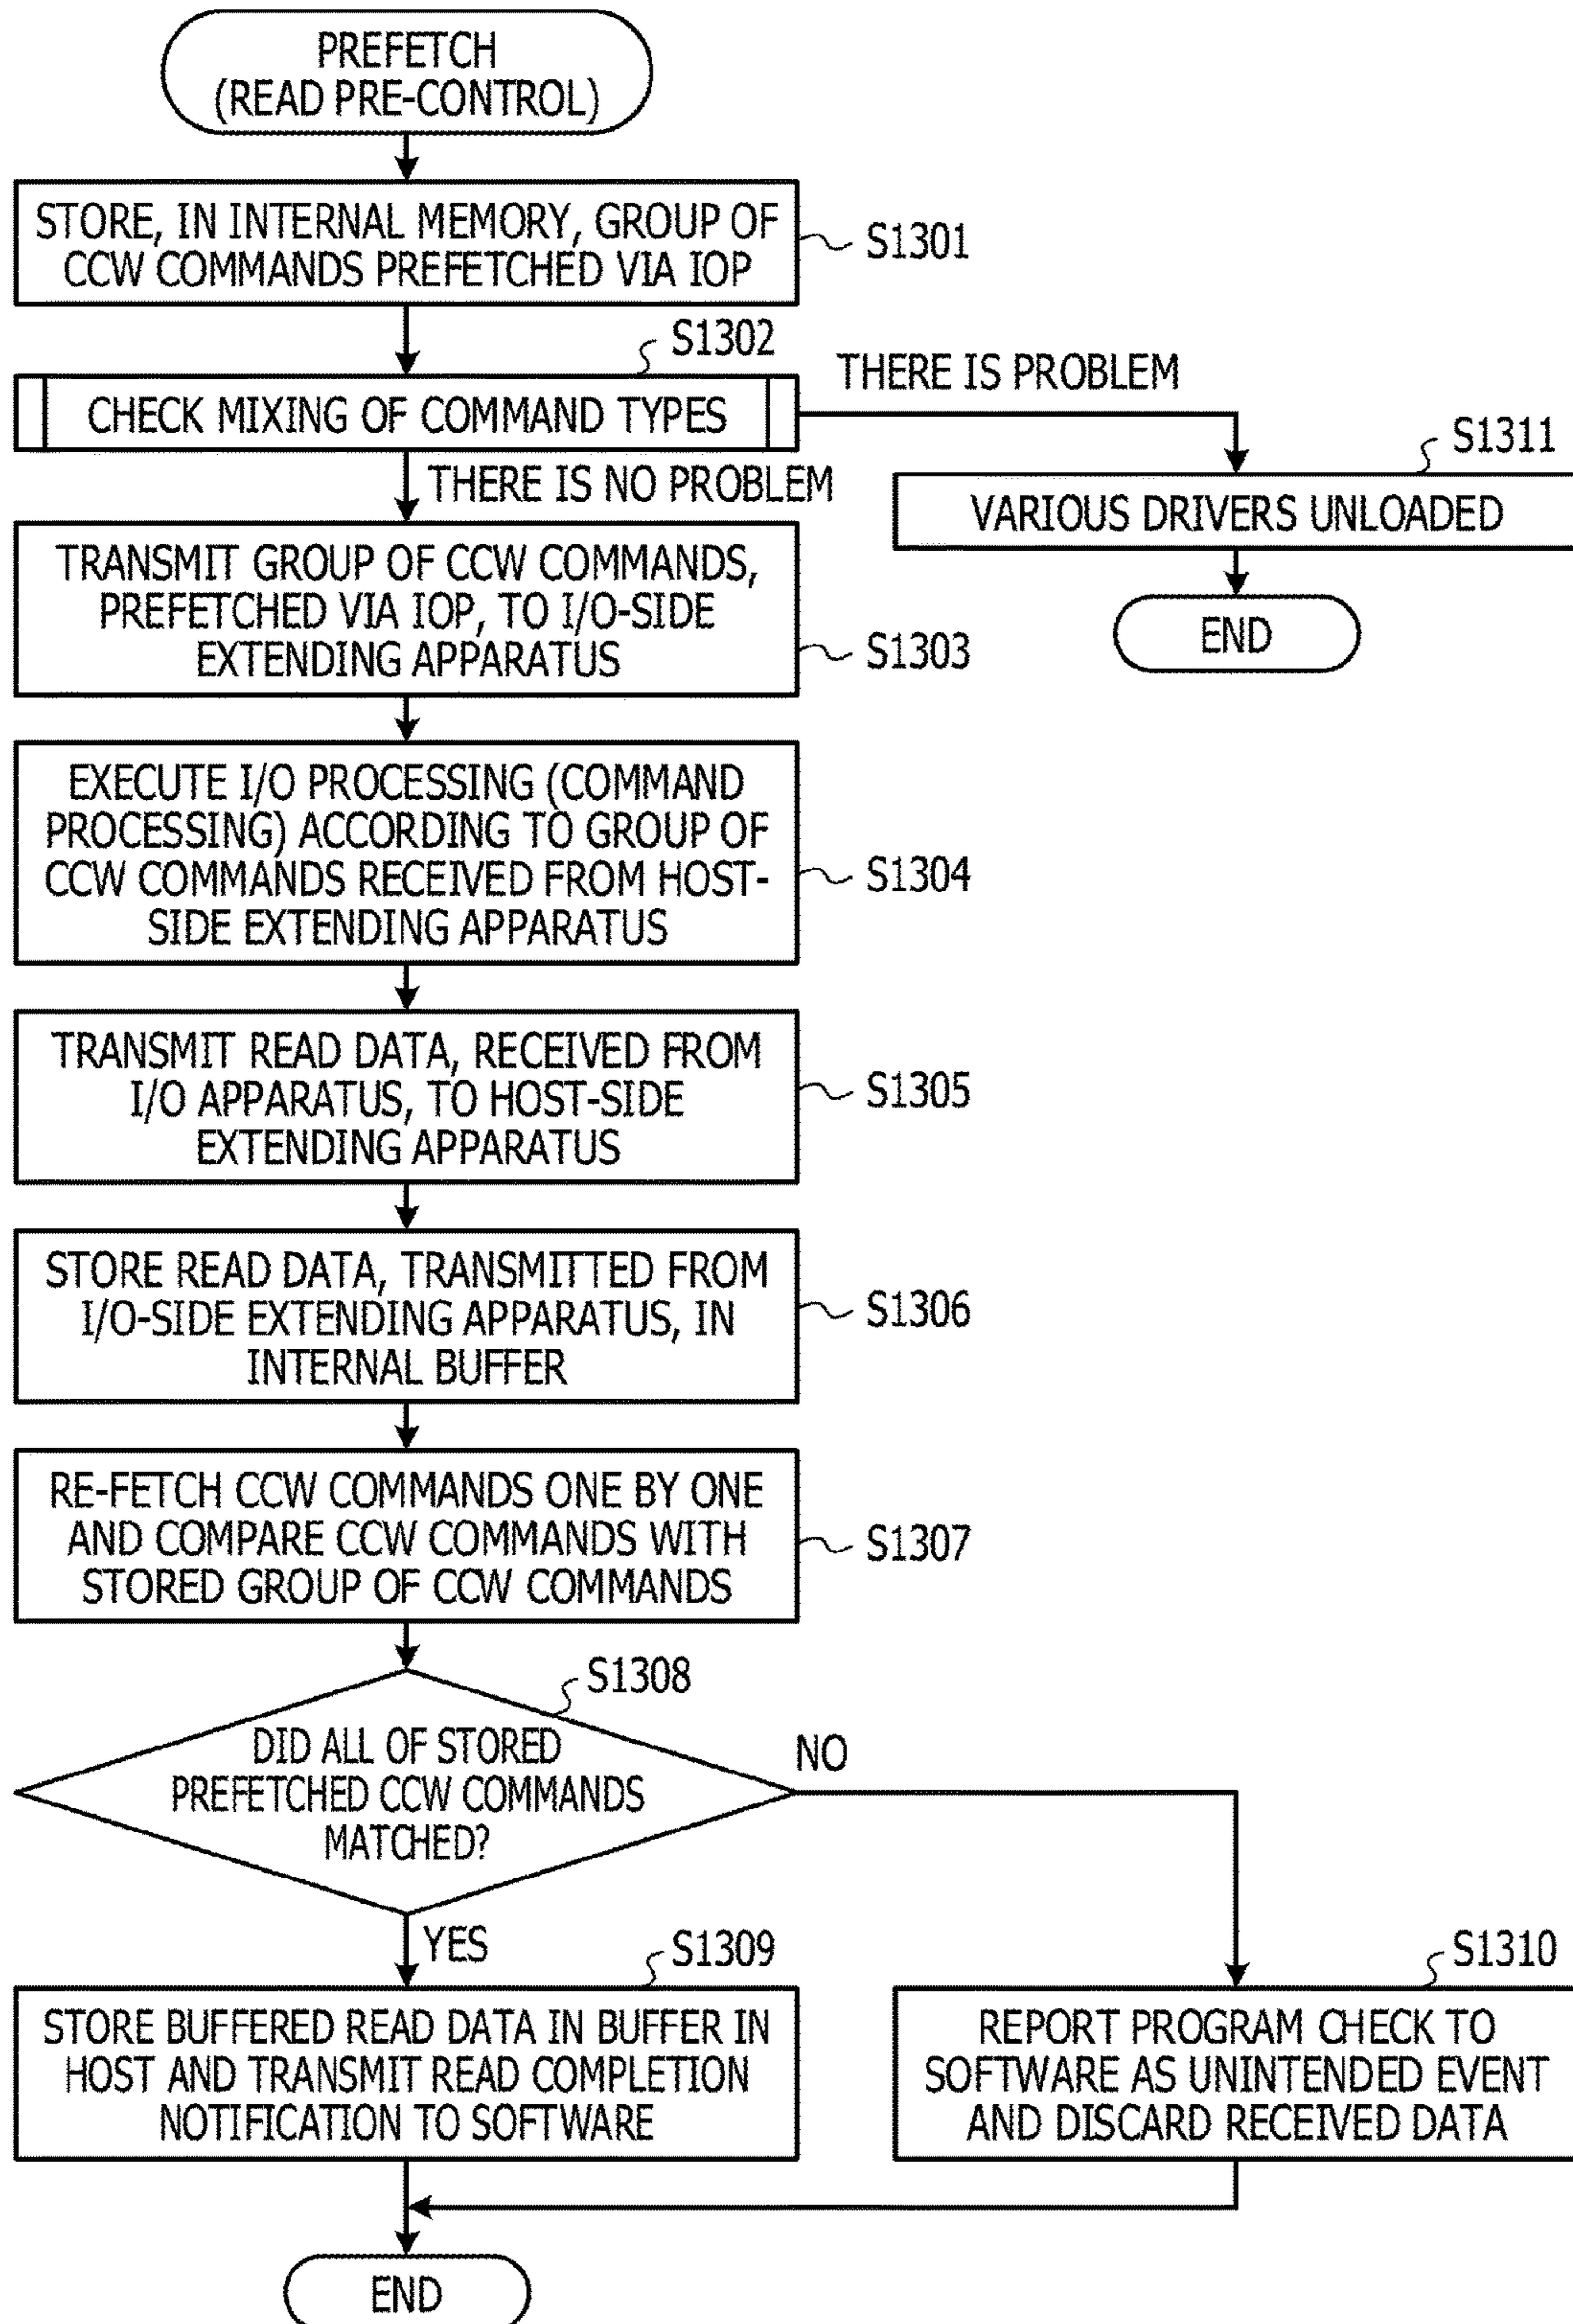 PREFETCH
(READ PRE-CONTROL)
STORE, IN INTERNAL MEMORY, GROUP OF
CCW COMMANDS PREFETCHED VIA IOP
S1301
S1302
CHECK MIXING OF COMMAND TYPES
THERE IS PROBLEM
S1311
VARIOUS DRIVERS UNLOADED
END
THERE IS NO PROBLEM
TRANSMIT GROUP OF CCW COMMANDS,
PREFETCHED VIA IOP, TO I/O-SIDE
EXTENDING APPARATUS
S1303
EXECUTE I/O PROCESSING (COMMAND
PROCESSING) ACCORDING TO GROUP OF
CCW COMMANDS RECEIVED FROM HOST-
SIDE EXTENDING APPARATUS
S1304
TRANSMIT READ DATA, RECEIVED FROM
I/O APPARATUS, TO HOST-SIDE
EXTENDING APPARATUS
S1305
STORE READ DATA, TRANSMITTED FROM
I/O-SIDE EXTENDING APPARATUS, IN
INTERNAL BUFFER
S1306
RE-FETCH CCW COMMANDS ONE BY ONE
AND COMPARE CCW COMMANDS WITH
STORED GROUP OF CCW COMMANDS
S1307
S1308
DID ALL OF STORED
PREFETCHED CCW COMMANDS
MATCHED?
NO
YES
S1309
STORE BUFFERED READ DATA IN BUFFER IN
HOST AND TRANSMIT READ COMPLETION
NOTIFICATION TO SOFTWARE
S1310
REPORT PROGRAM CHECK TO
SOFTWARE AS UNINTENDED EVENT
AND DISCARD RECEIVED DATA
END